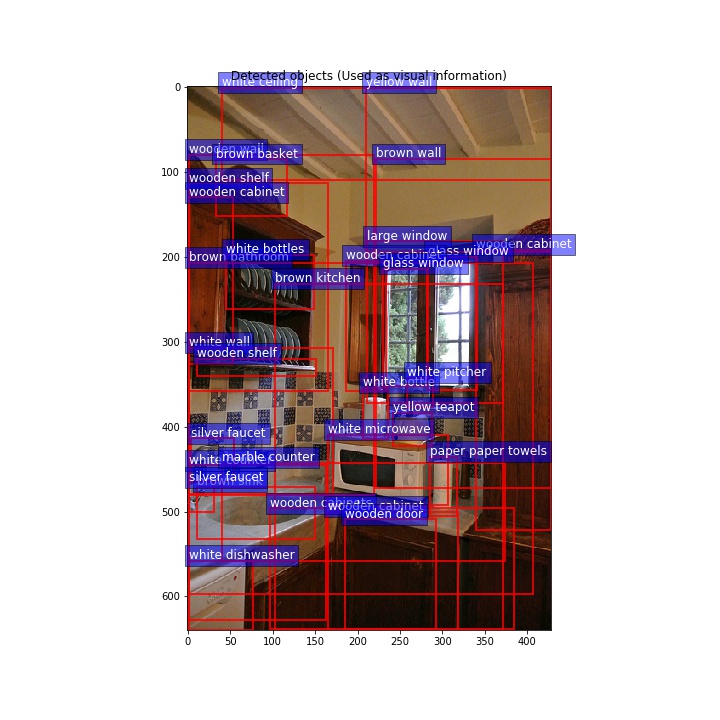 Detected objects (Used as visual information)
white ceiling
yellow wall
0
wooden wall
brown basket
brown wall
100
wooden shelf
wooden cabinet
large window
wooden cabinet
white bottles
glass window
wooden cabinet
200
brown bathroom
glass window
brown kitchen
300
white wall
wooden shelf
white pitcher
white bottle
400
yellow teapot
silver faucet
white microwave
paper paper towels
marble counter
white counter
silver faucet
brown sink
500
wooden cabinets
wooden cabinet
wooden door
white dishwasher
600
0 50 100 150 200 250 300 350 400